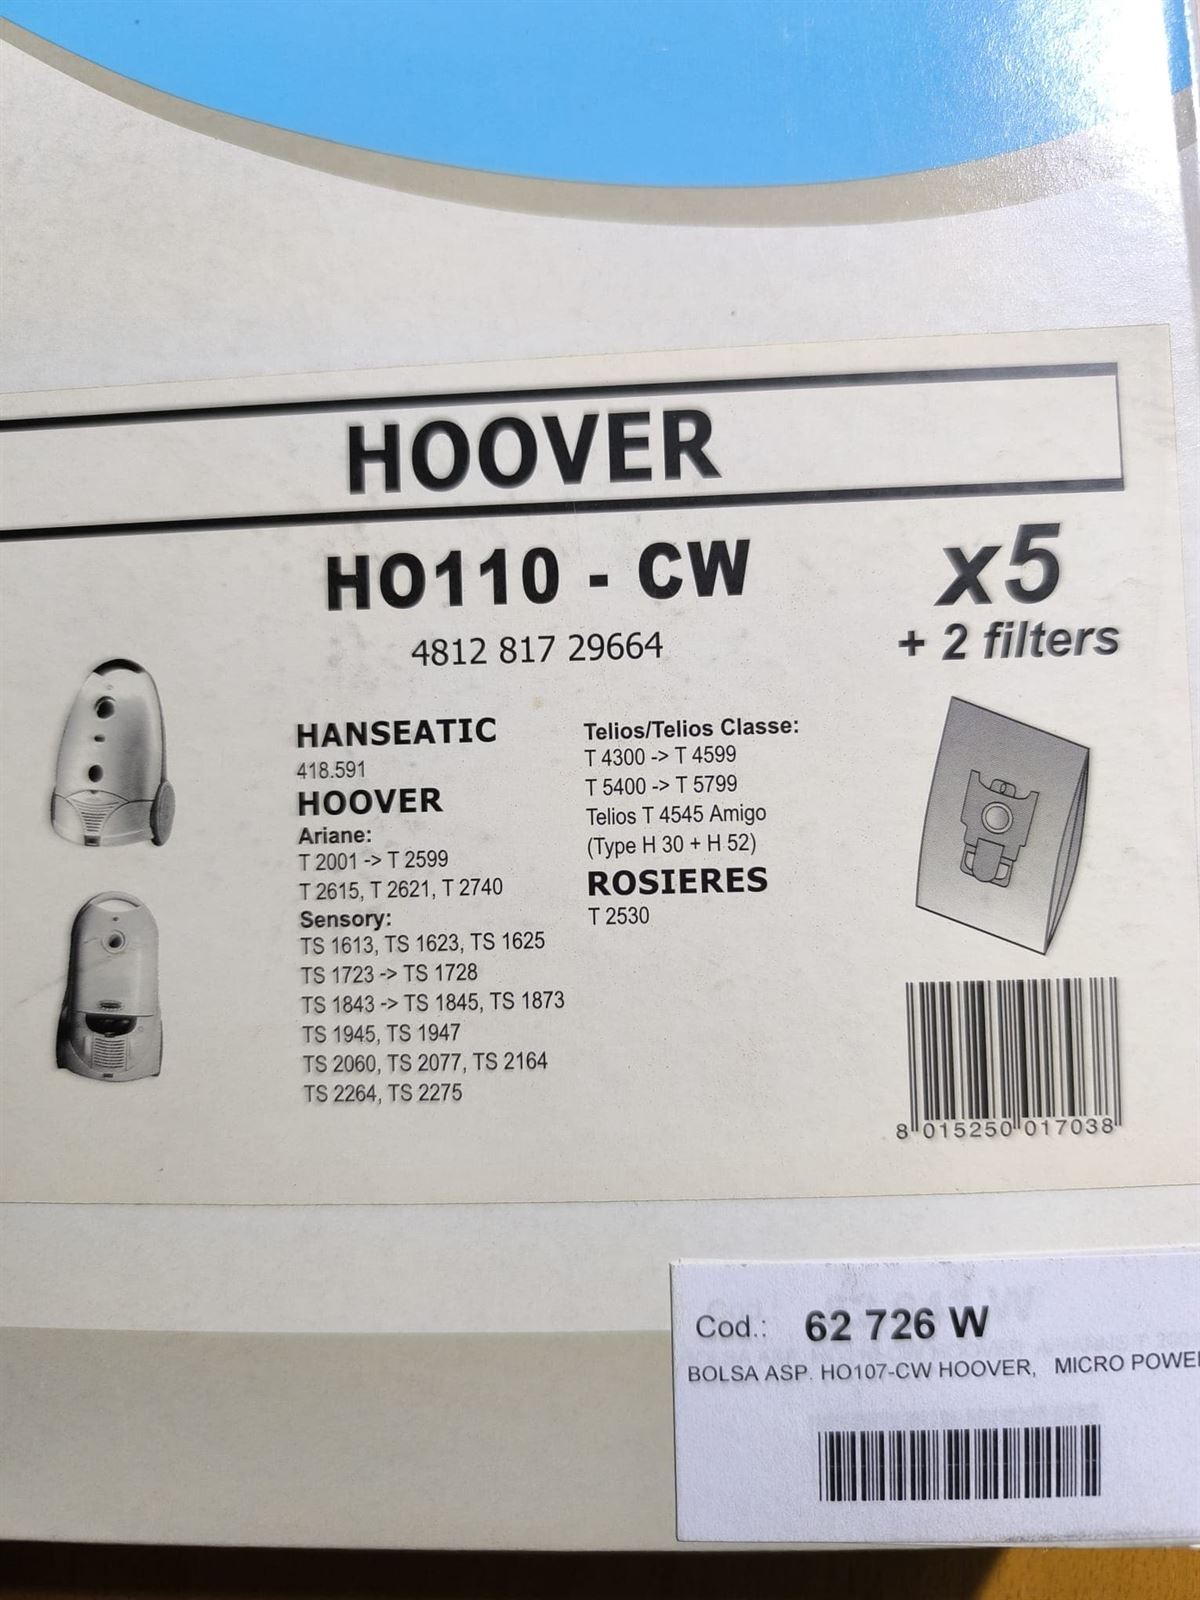 HOOVER
HO110 - CW
4812 817 29664
x5
+ 2 filters
HANSEATIC
418.591
HOOVER
Ariane:
T 2001 -> T 2599
T 2615, T 2621, T 2740
Sensory:
TS 1613, TS 1623, TS 1625
TS 1723 -> TS 1728
TS 1843 -> TS 1845, TS 1873
TS 1945, TS 1947
TS 2060, TS 2077, TS 2164
TS 2264, TS 2275
Telios/Telios Classe:
T 4300 -> T 4599
T 5400 -> T 5799
Telios T 4545 Amigo
(Type H 30 + H 52)
ROSIERES
T 2530
8 015250 017038
Cod.: 62 726 W
BOLSA ASP. HO107-CW HOOVER, MICRO POWE